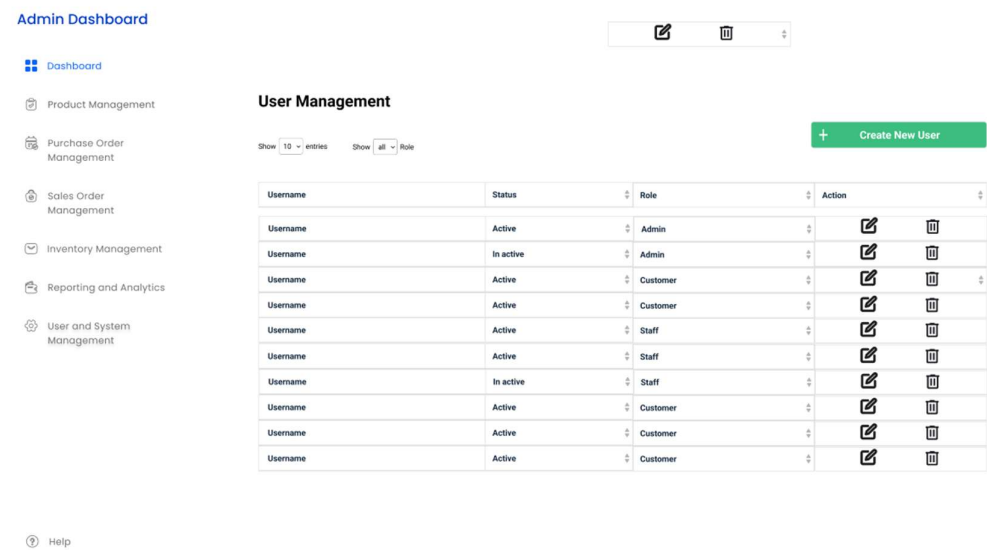 Admin Dashboard
Dashboard
Product Management
Purchase Order
Management
Sales Order
Management
Inventory Management
Reporting and Analytics
User and System
Management
Help
User Management
Show 10 entries Show all Role
+ Create New User
Username Status Role Action
Username Active Admin
Username In active Admin
Username Active Customer
Username Active Customer
Username Active Staff
Username Active Staff
Username In active Staff
Username Active Customer
Username Active Customer
Username Active Customer